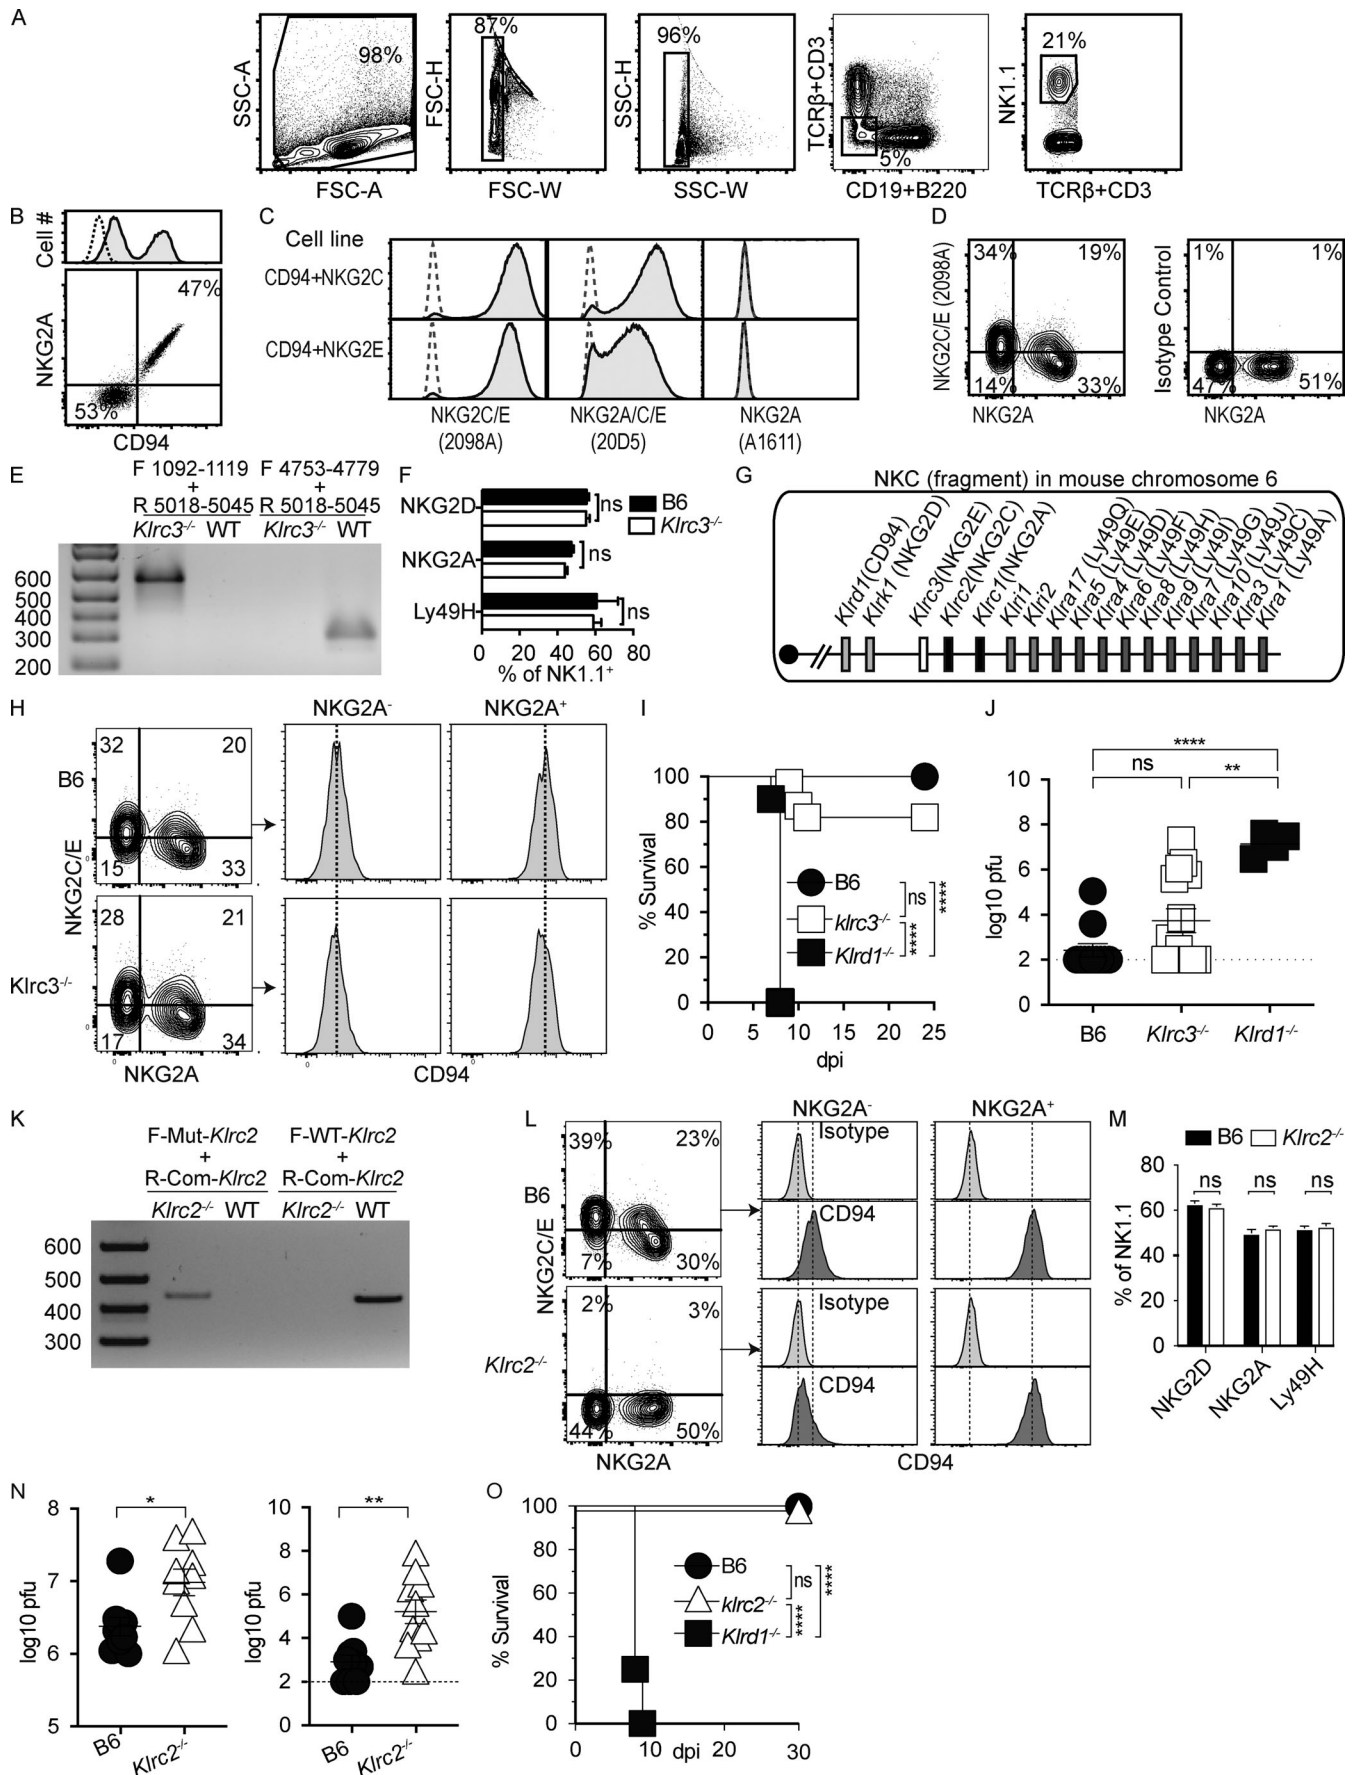 A
SSC-A
98%
FSC-A
FSC-H
87%
FSC-W
SSC-H
96%
SSC-W
TCRβ+CD3
5%
CD19+B220
NK1.1
21%
TCRβ+CD3
B
Cell #
NKG2A
47%
53%
CD94
C
Cell line
CD94+NKG2C
CD94+NKG2E
NKG2C/E
(2098A)
NKG2A/C/E
(20D5)
NKG2A
(A1611)
D
NKG2C/E (2098A)
34%
19%
14%
33%
NKG2A
Isotype Control
1%
1%
47%
51%
NKG2A
E
F 1092-1119
+
R 5018-5045
F 4753-4779
+
R 5018-5045
Klrc3-/- WT
Klrc3-/- WT
600
500
400
300
200
F
NKG2D
NKG2A
Ly49H
ns
ns
ns
B6
Klrc3-/-
0 20 40 60 80
% of NK1.1+
G
NKC (fragment) in mouse chromosome 6
Klrd1(CD94)
Klrk1 (NKG2D)
Klrc3(NKG2E)
Klrc2(NKG2C)
Klrc1(NKG2A)
Klri1
Klri2
Klra17 (Ly49Q)
Klra5 (Ly49E)
Klra4 (Ly49D)
Klra6 (Ly49F)
Klra8 (Ly49H)
Klra9 (Ly49I)
Klra7 (Ly49G)
Klra10 (Ly49J)
Klra3 (Ly49C)
Klra1 (Ly49A)
H
NKG2A-
NKG2A+
B6
32
20
15
33
NKG2C/E
Klrc3-/-
28
21
17
34
0
0
0
NKG2A
CD94
I
% Survival
100
80
60
40
20
0
0 5 10 15 20 25
dpi
B6
klrc3-/-
Klrd1-/-
ns
****
****
J
****
ns
**
log10 pfu
10
8
6
4
2
0
B6
Klrc3-/-
Klrd1-/-
K
F-Mut-Klrc2
+
R-Com-Klrc2
F-WT-Klrc2
+
R-Com-Klrc2
Klrc2-/- WT
Klrc2-/- WT
600
500
400
300
L
NKG2A-
NKG2A+
B6
39%
23%
7%
30%
NKG2C/E
Klrc2-/-
2%
3%
44%
50%
NKG2A
Isotype
CD94
Isotype
CD94
CD94
M
B6
Klrc2-/-
% of NK1.1
80
60
40
20
0
ns
ns
ns
NKG2D
NKG2A
Ly49H
N
log10 pfu
8
7
6
5
*
B6
Klrc2-/-
log10 pfu
10
8
6
4
2
0
**
B6
Klrc2-/-
O
% Survival
100
80
60
40
20
0
0 10 dpi 30
B6
klrc2-/-
Klrd1-/-
ns
****
****